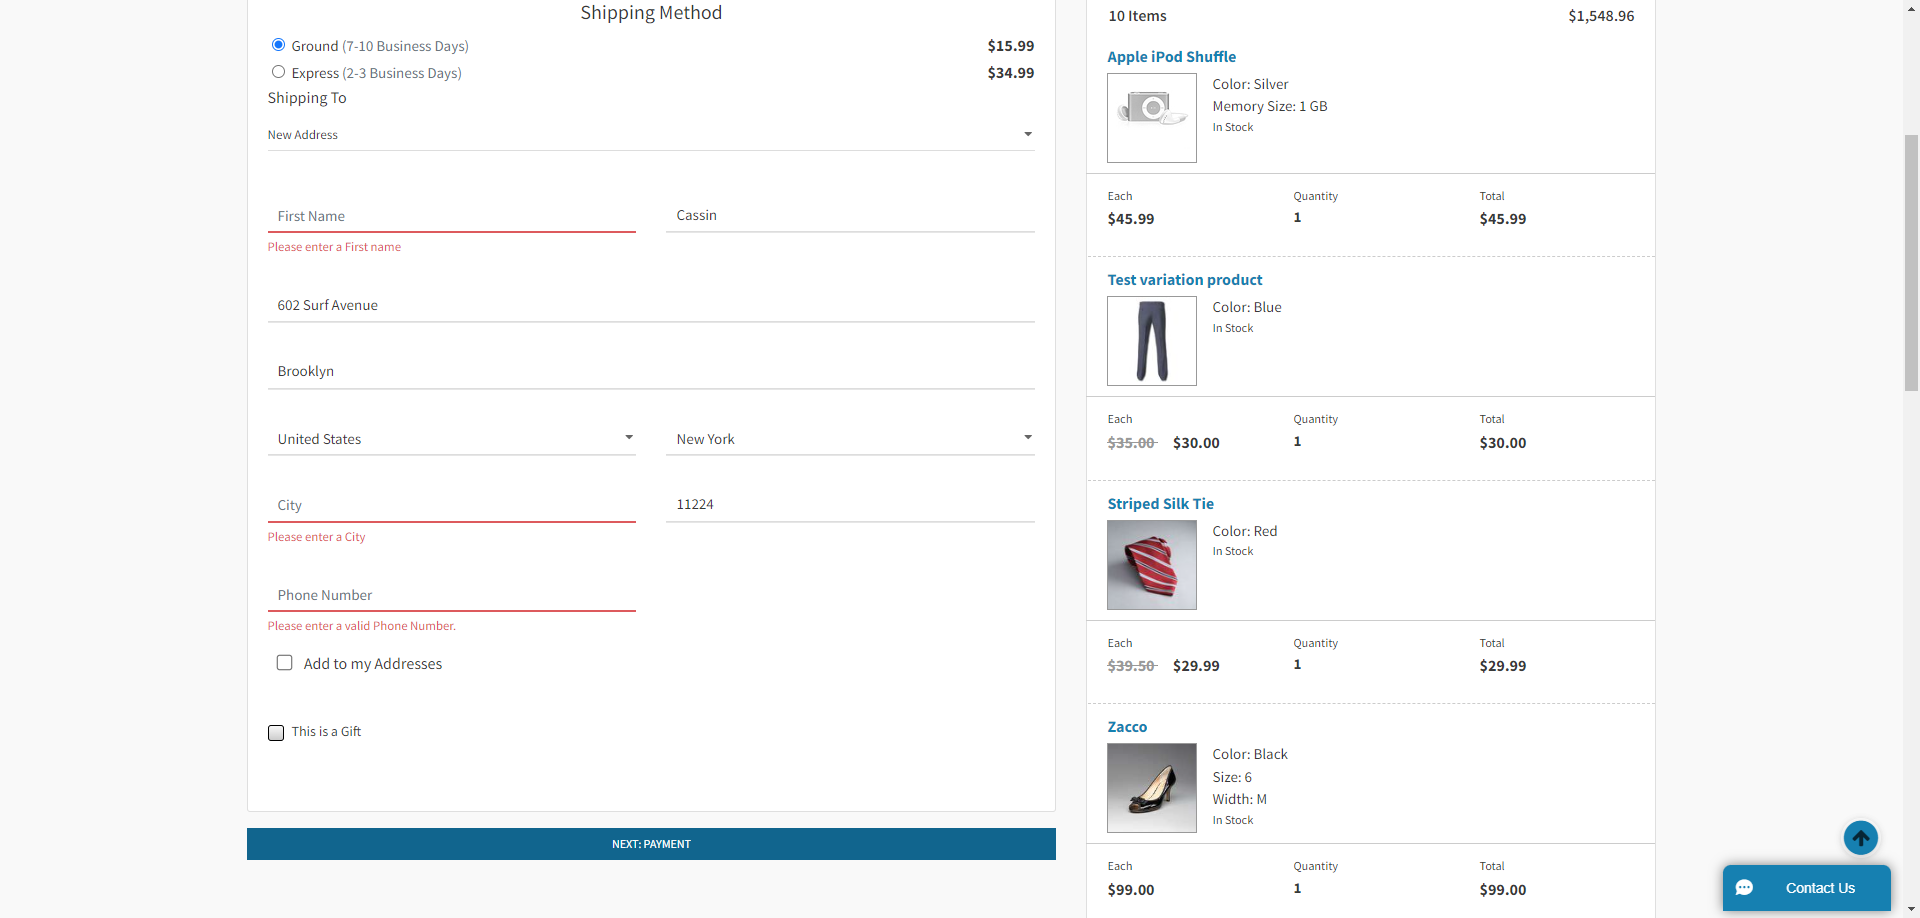 Shipping Method
Ground (7-10 Business Days) $15.99
Express (2-3 Business Days) $34.99
Shipping To
New Address
First Name
Cassin
Please enter a First name
602 Surf Avenue
Brooklyn
United States
New York
City
11224
Please enter a City
Phone Number
Please enter a valid Phone Number.
Add to my Addresses
This is a Gift
NEXT: PAYMENT
10 Items $1,548.96
Apple iPod Shuffle
Color: Silver
Memory Size: 1 GB
In Stock
Each Quantity Total
$45.99 1 $45.99
Test variation product
Color: Blue
In Stock
Each Quantity Total
$35.00 $30.00 1 $30.00
Striped Silk Tie
Color: Red
In Stock
Each Quantity Total
$39.50 $29.99 1 $29.99
Zacco
Color: Black
Size: 6
Width: M
In Stock
Each Quantity Total
$99.00 1 $99.00
Contact Us